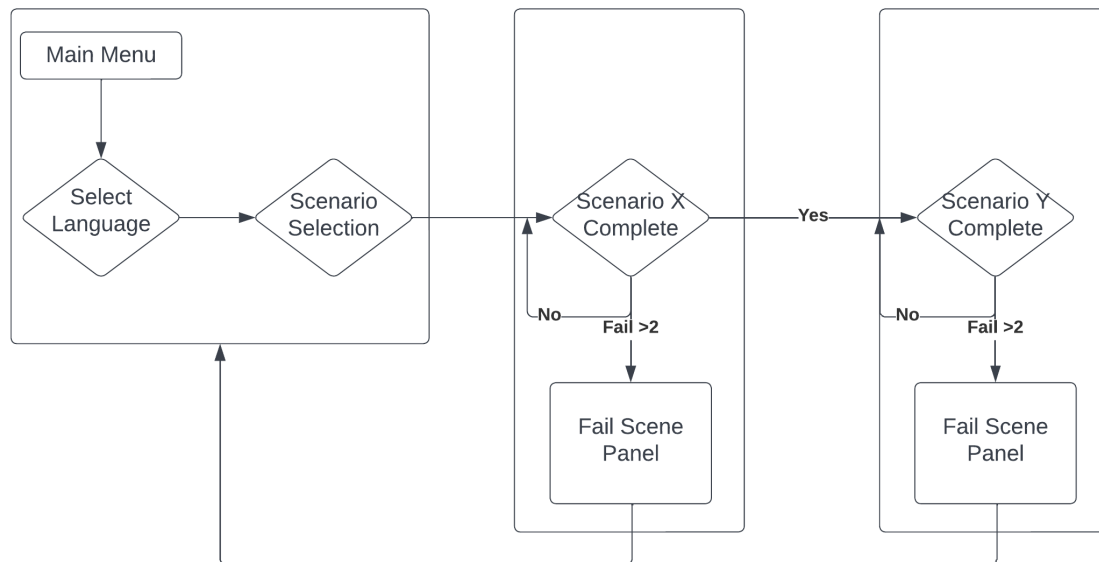 Main Menu
Select
Language
Scenario
Selection
Scenario X
Complete
Yes
No
Fail >2
Fail Scene
Panel
Scenario Y
Complete
No
Fail >2
Fail Scene
Panel